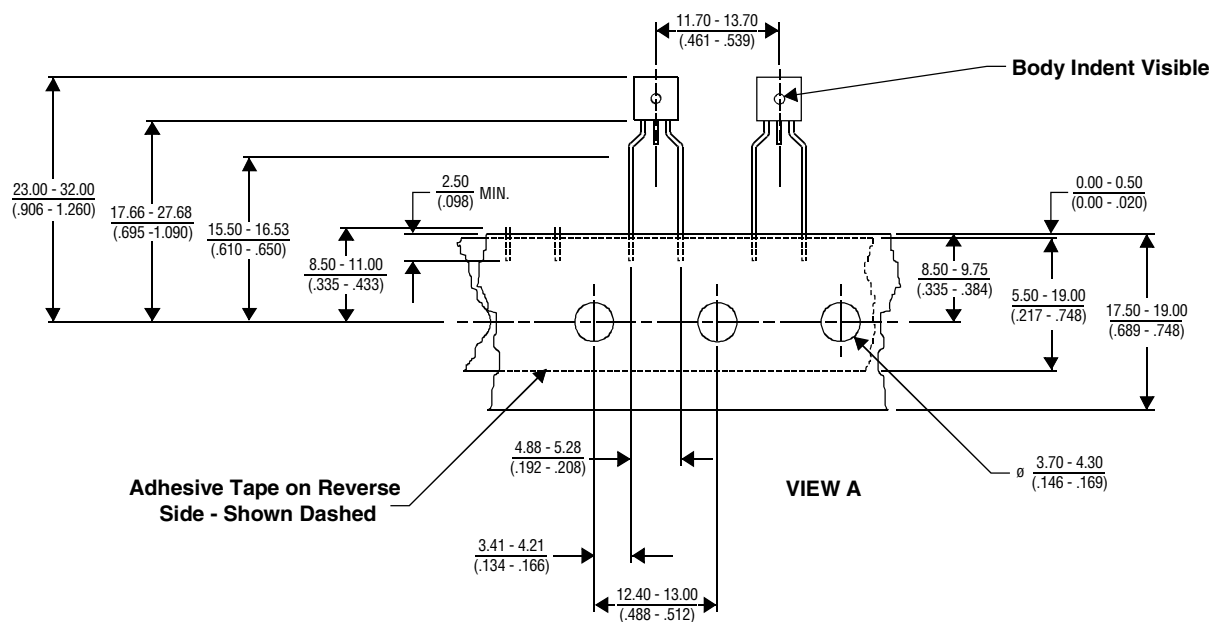 11.70 - 13.70
(.461 - .539)
Body Indent Visible
23.00 - 32.00
(.906 - 1.260)
17.66 - 27.68
(.695 -1.090)
15.50 - 16.53
(.610 - .650)
8.50 - 11.00
(.335 - .433)
2.50
(.098)
MIN.
0.00 - 0.50
(0.00 - .020)
8.50 - 9.75
(.335 - .384)
5.50 - 19.00
(.217 - .748)
17.50 - 19.00
(.689 - .748)
4.88 - 5.28
(.192 - .208)
Adhesive Tape on Reverse
Side - Shown Dashed
VIEW A
ø
3.70 - 4.30
(.146 - .169)
3.41 - 4.21
(.134 - .166)
12.40 - 13.00
(.488 - .512)